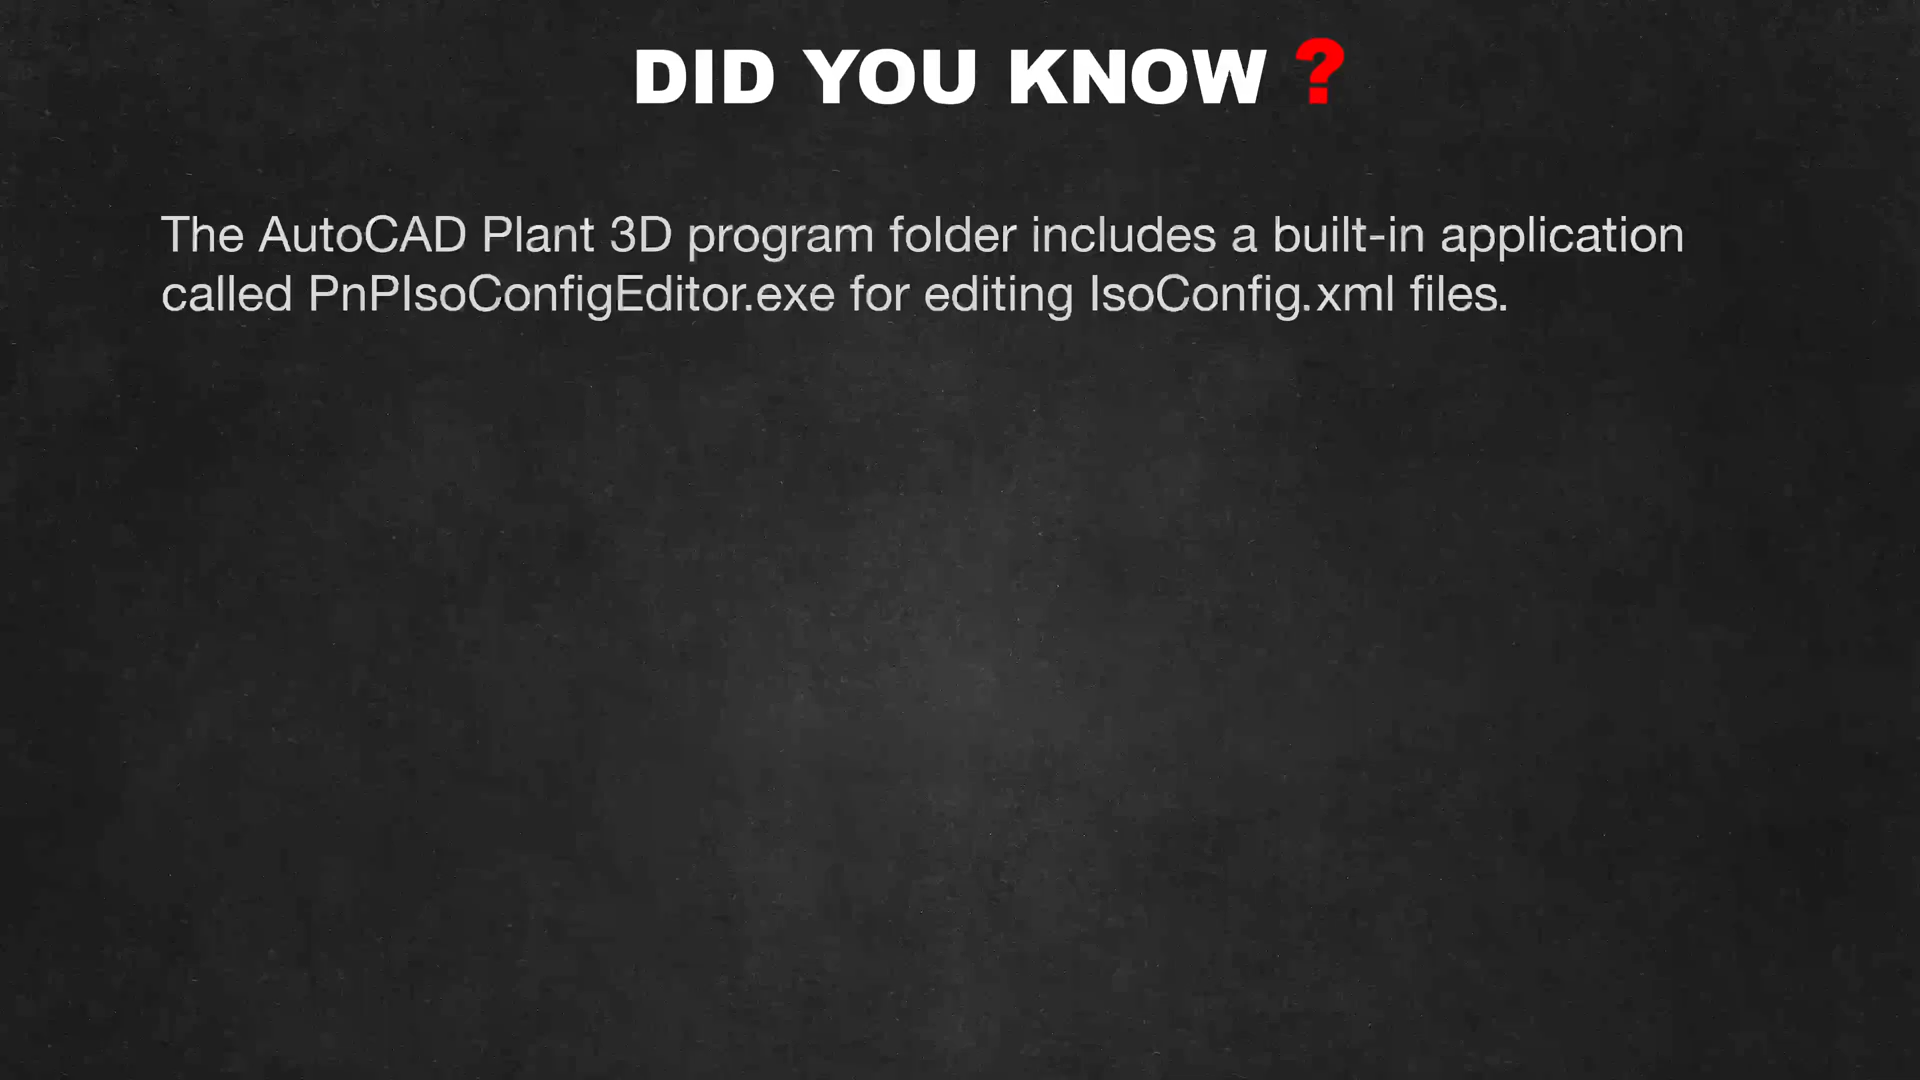 DID YOU KNOW ?
The AutoCAD Plant 3D program folder includes a built-in application
called PnPIsoConfigEditor.exe for editing IsoConfig.xml files.